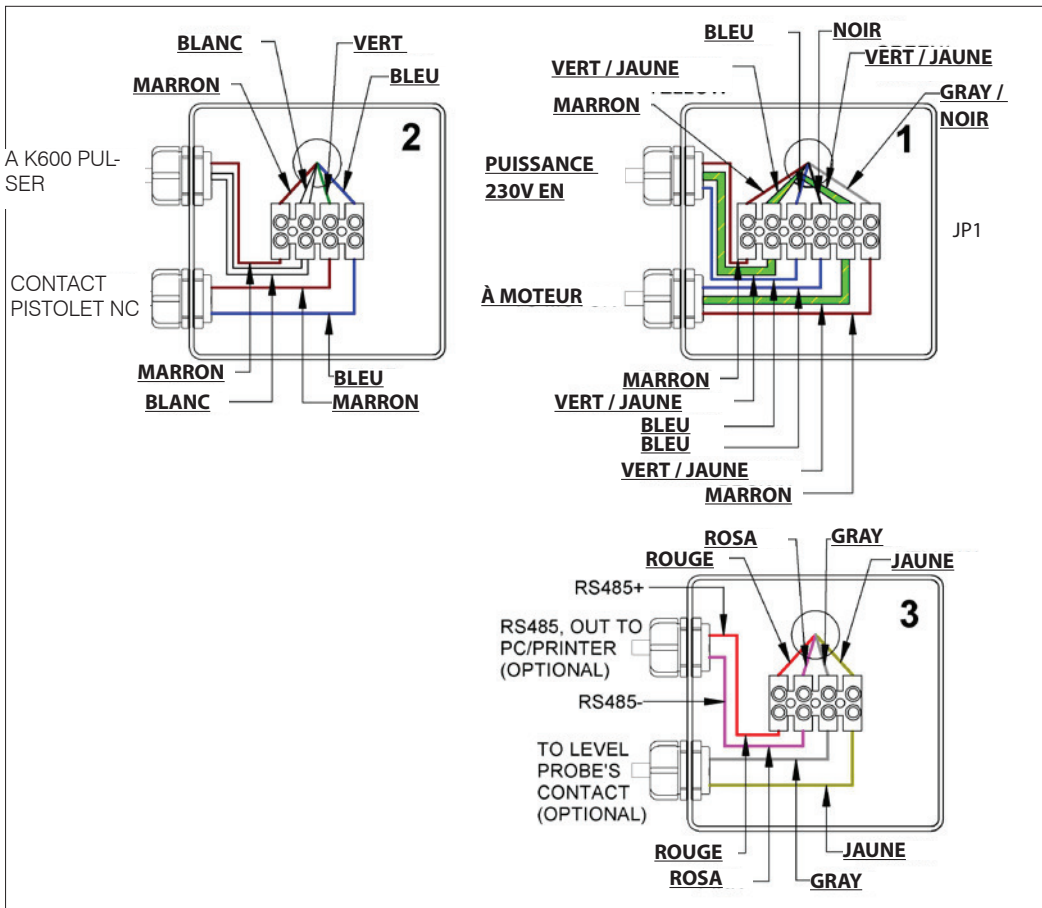 BLANC
VERT
MARRON
BLEU
2
A K600 PUL-
SER
CONTACT
PISTOLET NC
MARRON
BLEU
BLANC
MARRON
BLEU
NOIR
VERT / JAUNE
VERT / JAUNE
MARRON
GRAY /
NOIR
1
PUISSANCE
230V EN
JP1
À MOTEUR
MARRON
VERT / JAUNE
BLEU
BLEU
VERT / JAUNE
MARRON
ROSA
GRAY
ROUGE
JAUNE
3
RS485+
RS485, OUT TO
PC/PRINTER
(OPTIONAL)
RS485-
TO LEVEL
PROBE'S
CONTACT
(OPTIONAL)
ROUGE
JAUNE
ROSA
GRAY